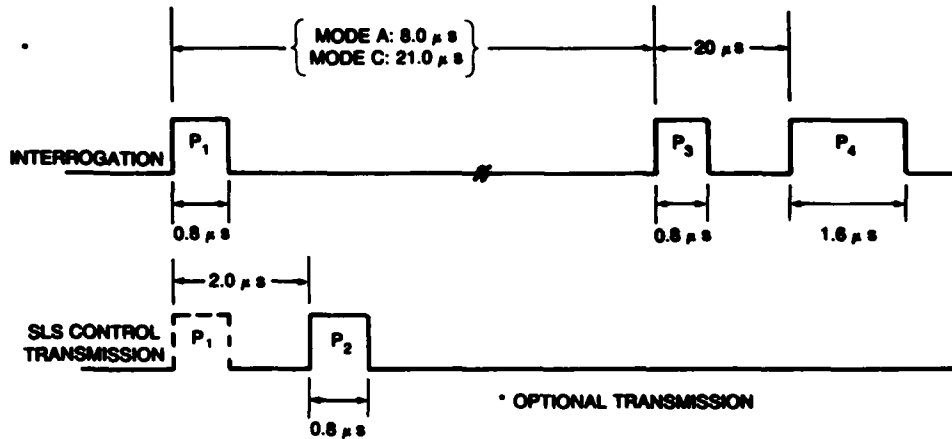 MODE A: 8.0 μs
MODE C: 21.0 μs
20 μs
INTERROGATION
P1
P3
P4
0.8 μs
0.8 μs
1.6 μs
2.0 μs
SLS CONTROL
TRANSMISSION
P1
P2
0.8 μs
* OPTIONAL TRANSMISSION